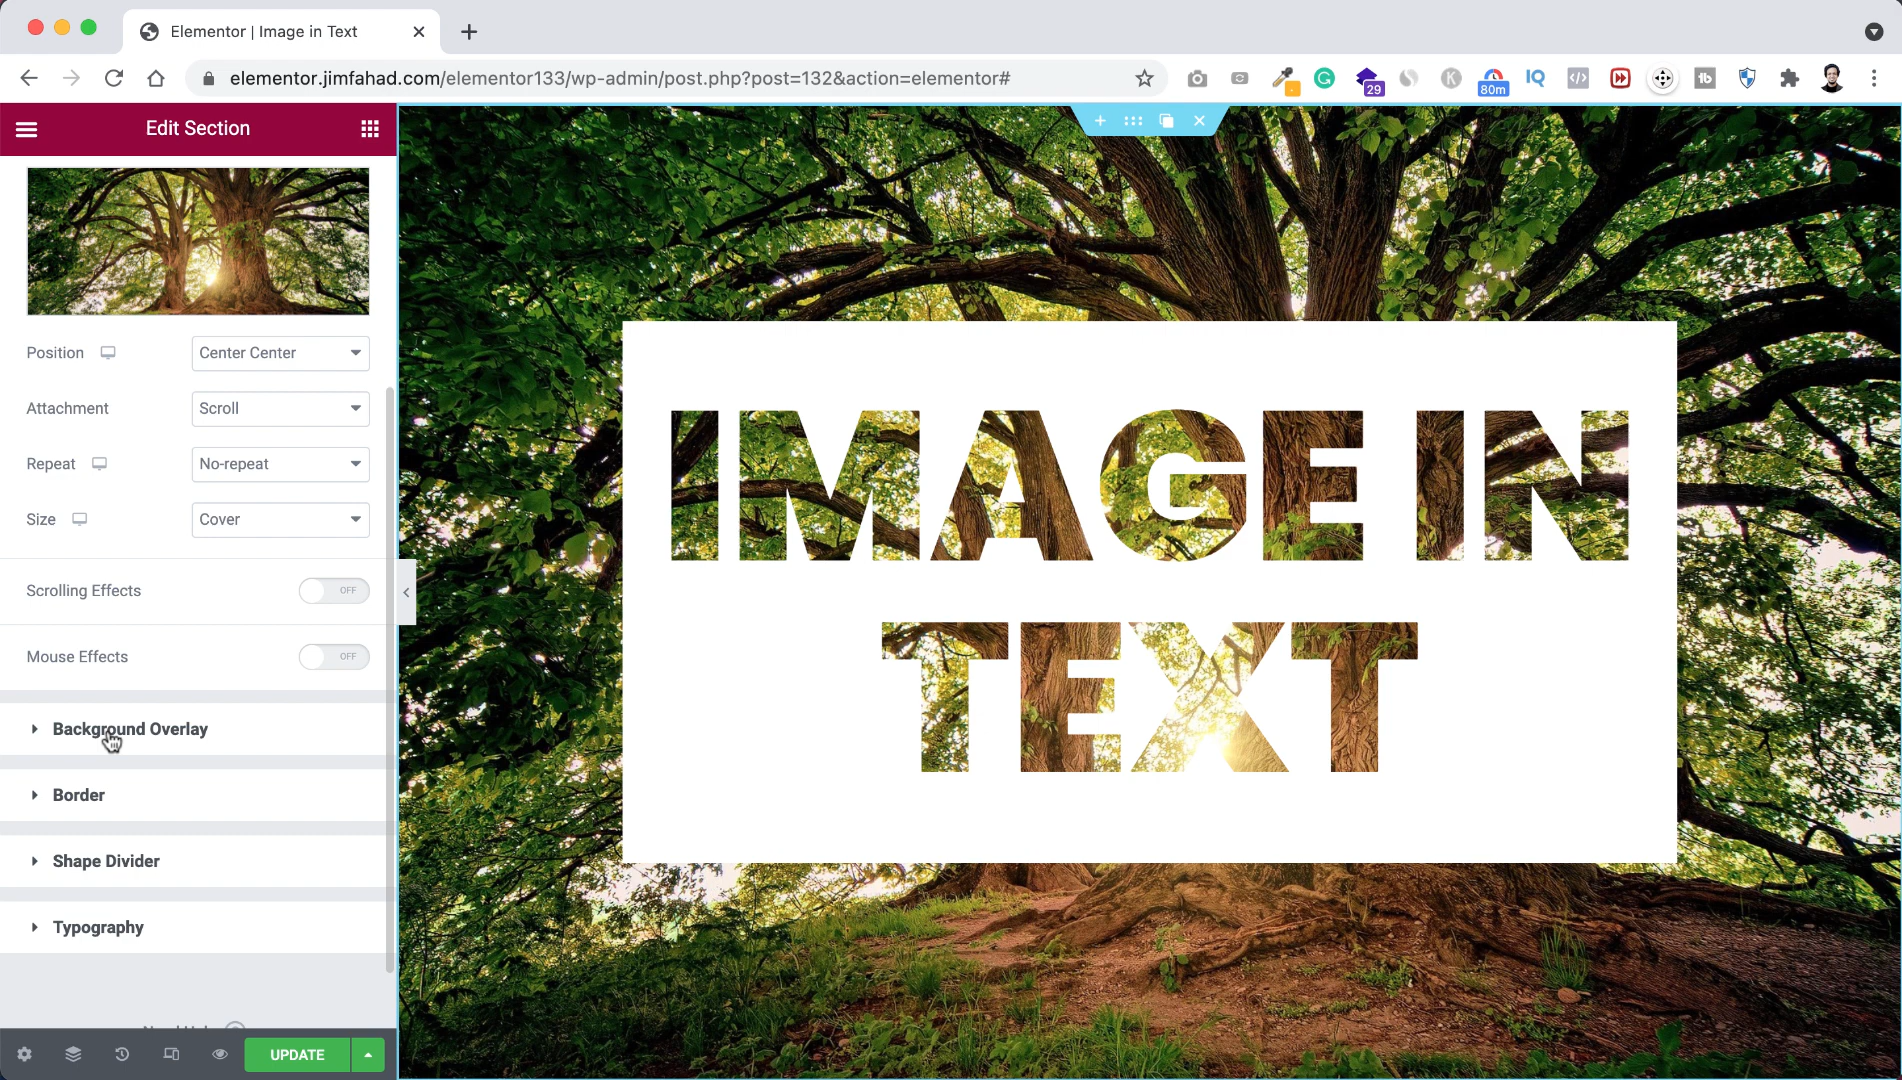 Elementor | Image in Text
elementor.jimfahad.com/elementor133/wp-admin/post.php?post=132&action=elementor#
29
K
80m
IQ
</>
tb
Edit Section
Position
Center Center
Attachment
Scroll
Repeat
No-repeat
Size
Cover
Scrolling Effects
OFF
Mouse Effects
OFF
Background Overlay
Border
Shape Divider
Typography
UPDATE
IMAGE IN
TEXT